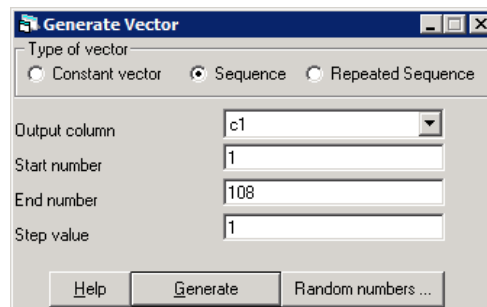 Generate Vector
Type of vector
Constant vector Sequence Repeated Sequence
Output column c1
Start number 1
End number 108
Step value 1
Help Generate Random numbers ...